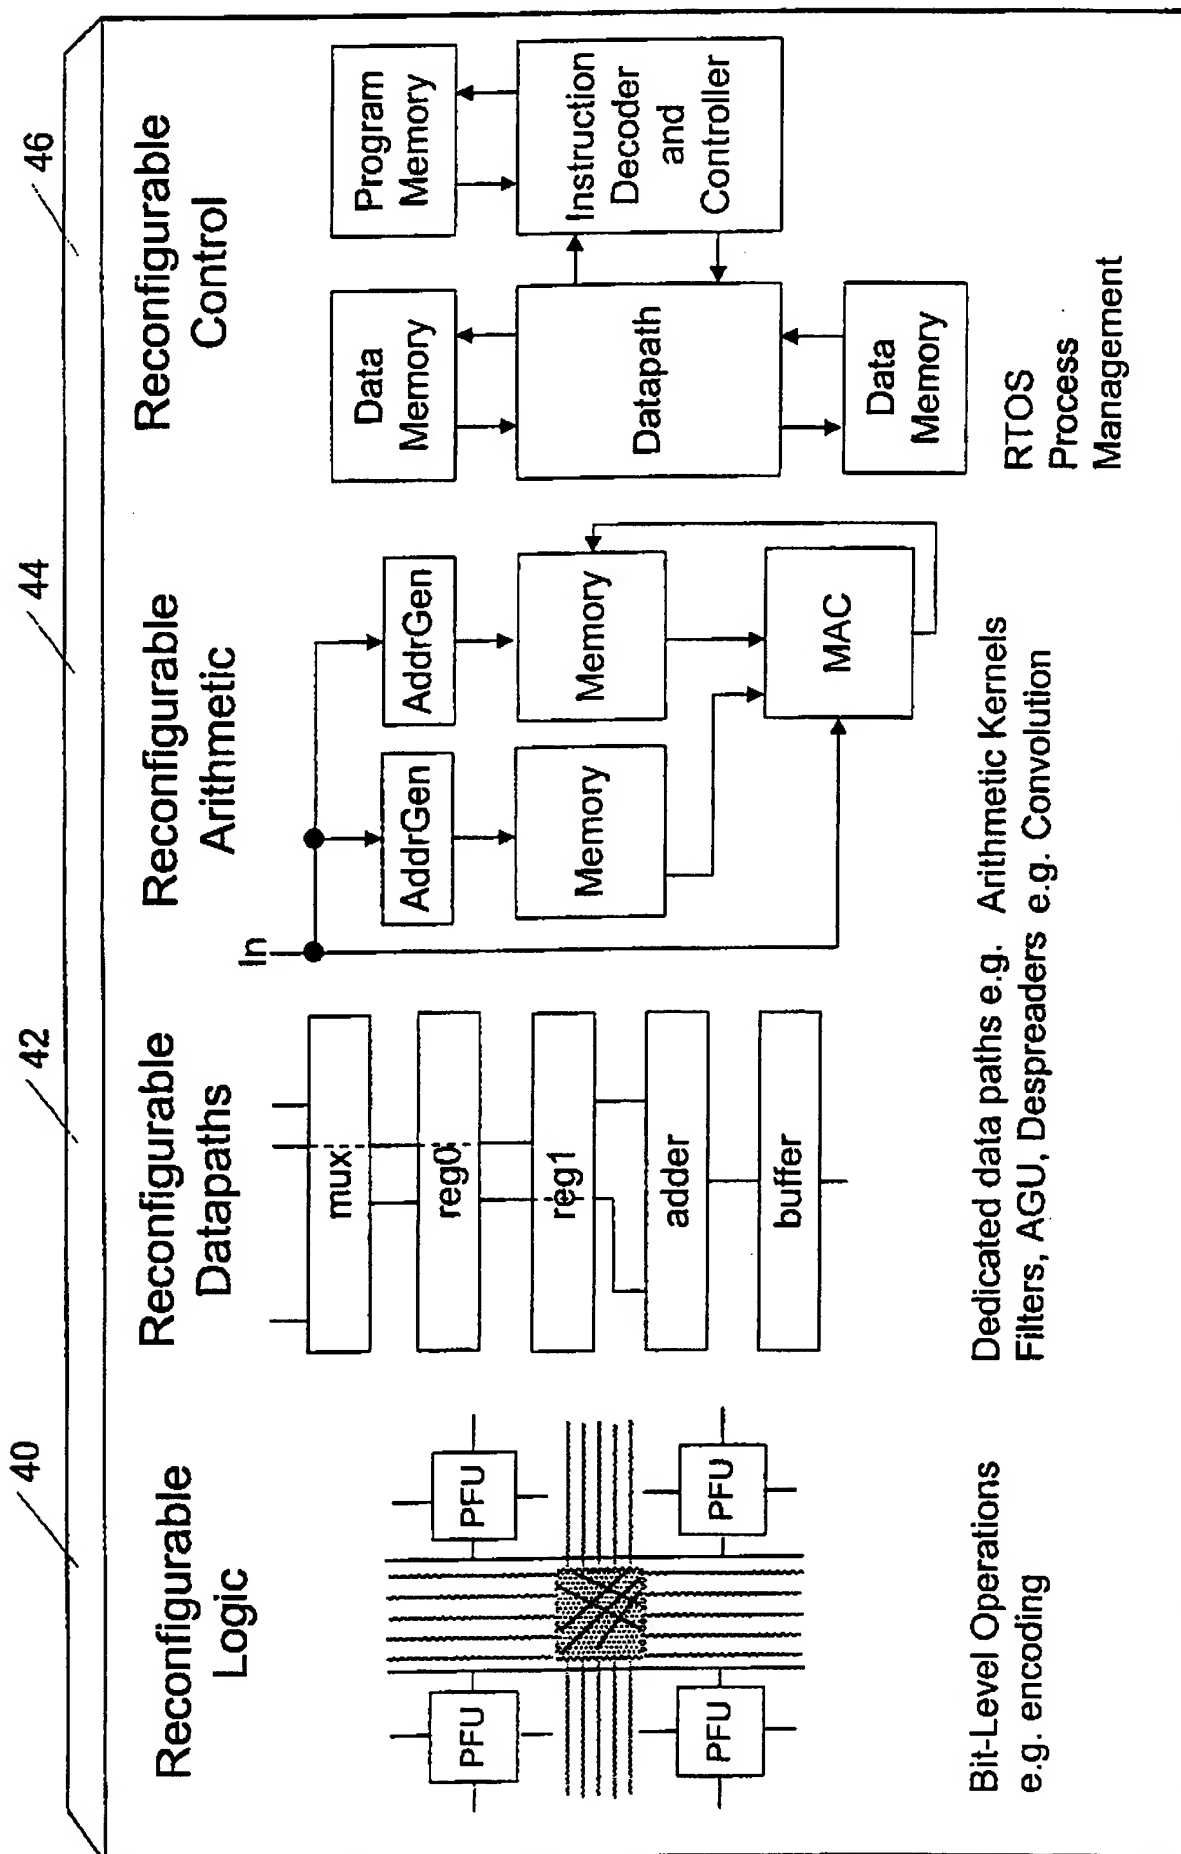 40
42
44
46
Reconfigurable
Logic
PFU
PFU
PFU
PFU
Bit-Level Operations
e.g. encoding
Reconfigurable
Datapaths
mux
reg0
reg1
adder
buffer
Dedicated data paths e.g.
Filters, AGU, Despreaders
Reconfigurable
Arithmetic
In
AddrGen
AddrGen
Memory
Memory
MAC
Arithmetic Kernels
e.g. Convolution
Reconfigurable
Control
Data
Memory
Program
Memory
Datapath
Instruction
Decoder
and
Controller
Data
Memory
RTOS
Process
Management